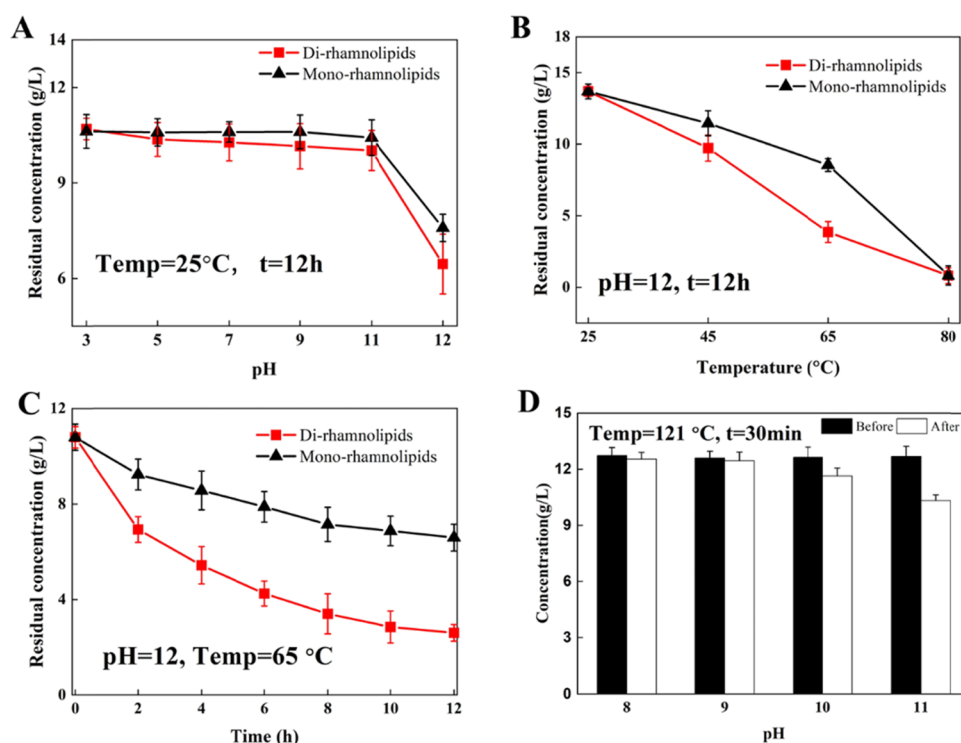 A
14
12
9
6
Residual concentration (g/L)
Di-rhamnolipids
Mono-rhamnolipids
Temp=25°C, t=12h
3 5 7 9 11 12
pH
B
18
14
9
5
0
Residual concentration (g/L)
Di-rhamnolipids
Mono-rhamnolipids
pH=12, t=12h
25 45 65 80
Temperature (°C)
C
12
8
4
0
Residual concentration (g/L)
Di-rhamnolipids
Mono-rhamnolipids
pH=12, Temp=65 °C
0 2 4 6 8 10 12
Time (h)
D
15
12
9
6
3
0
Concentration(g/L)
Temp=121 °C, t=30min
Before After
8 9 10 11
pH